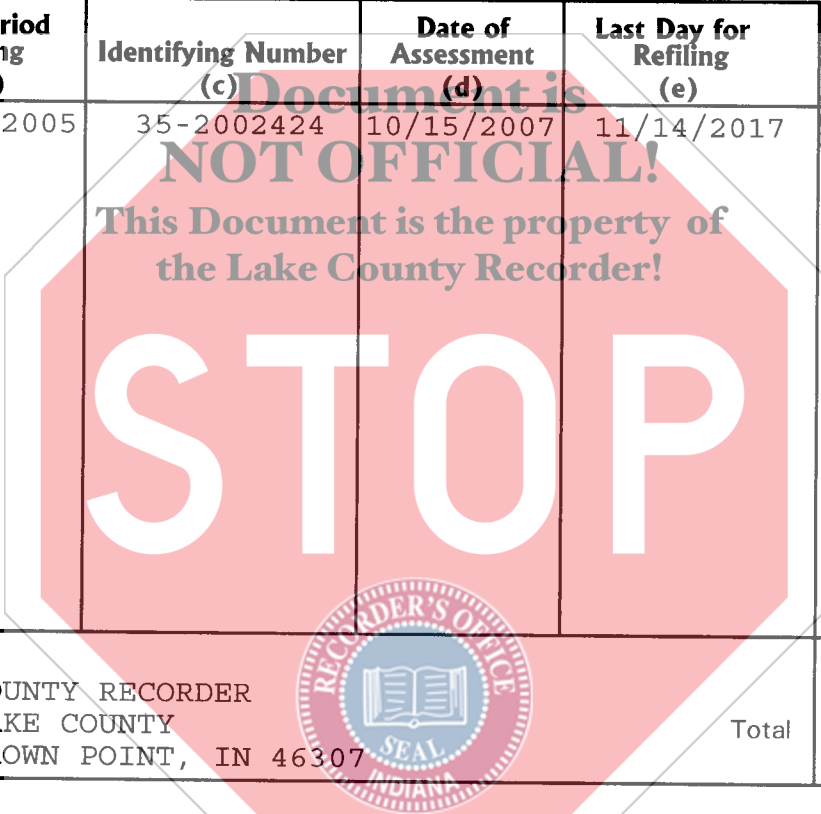 riod
ng
)
Identifying Number
(c)
Date of
Assessment
(d)
Last Day for
Refiling
(e)
2005 35-2002424 10/15/2007 11/14/2017
Document is
NOT OFFICIAL!
This Document is the property of
the Lake County Recorder!
STOP
OUNTY RECORDER
AKE COUNTY
OWN POINT, IN 46307
Total
RECORDER'S OFFICE
SEAL
INDIANA